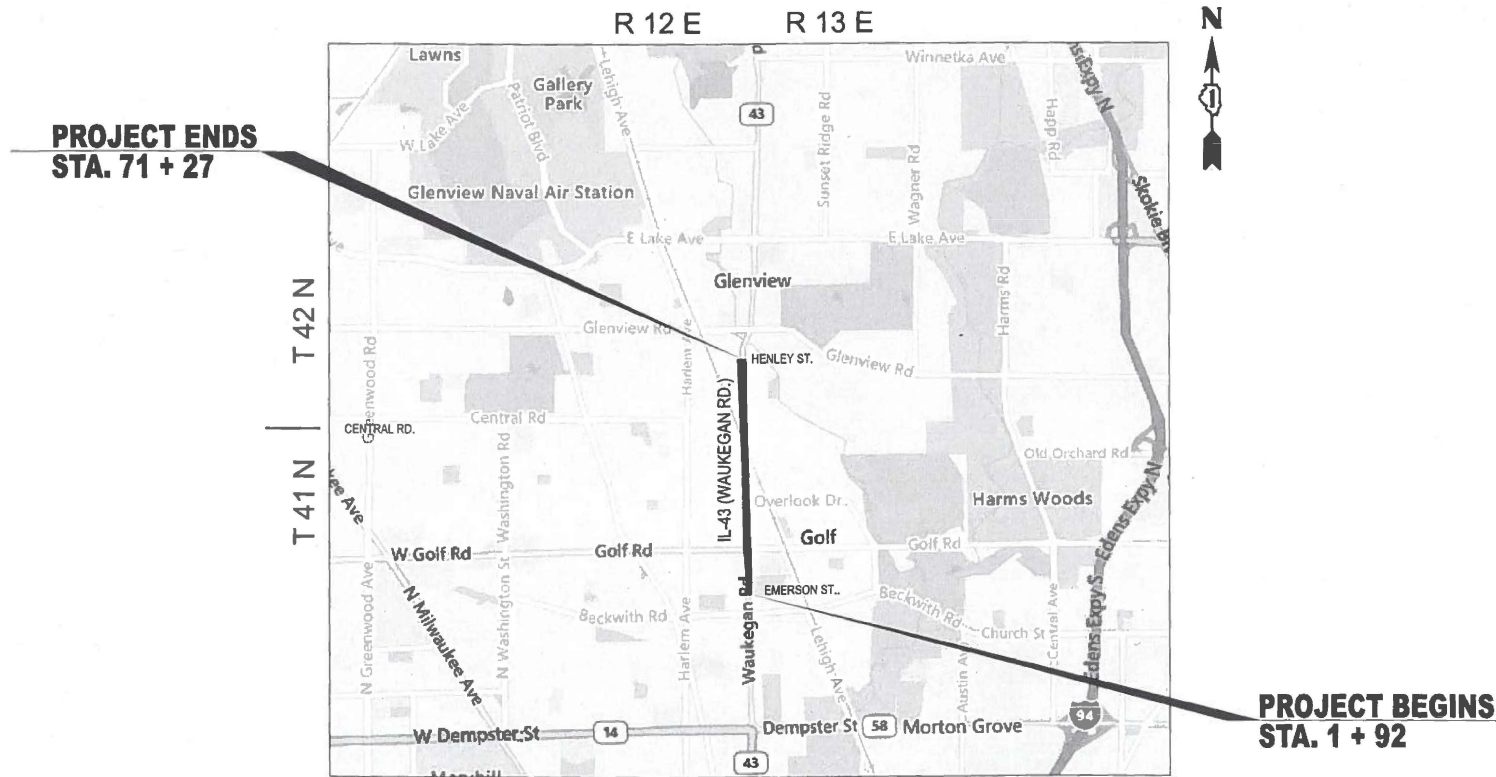 R 12 E R 13 E
N
Lawns
Gallery
Park
Patriot Blvd
W Lake Ave
Lehigh Ave
43
Winnetka Ave
Sunset Ridge Rd
Happ Rd
Wagner Rd
PROJECT ENDS
STA. 71 + 27
Glenview Naval Air Station
E Lake Ave
E Lake Ave
Glenview
Harms Rd
T 42 N
Glenview Rd
HENLEY ST.
Glenview Rd
Greenwood Rd
Harlem Ave
IL-43 (WAUKEGAN RD.)
Central Rd
CENTRAL RD.
Old Orchard Rd
T 41 N
N Washington St
Washington Rd
Overlook Dr.
Harms Woods
Golf
W Golf Rd
Golf Rd
Golf Rd
Edens Expy N
EMERSON ST..
Beckwith Rd
Beckwith Rd
Church St
Central Ave
N Greenwood Ave
N Milwaukee Ave
Harlem Ave
Waukegan Rd
Lehigh Ave
Austin Ave
Edens Expy S
PROJECT BEGINS
STA. 1 + 92
94
W Dempster St
14
Dempster St
58
Morton Grove
43